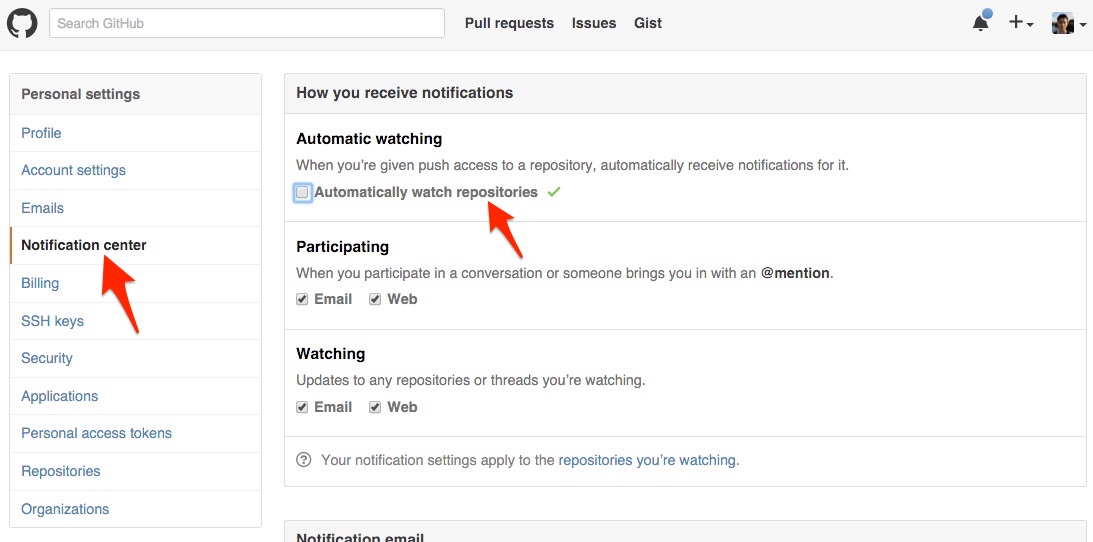 Search GitHub
Pull requests
Issues
Gist
Personal settings
Profile
Account settings
Emails
Notification center
Billing
SSH keys
Security
Applications
Personal access tokens
Repositories
Organizations
How you receive notifications
Automatic watching
When you're given push access to a repository, automatically receive notifications for it.
Automatically watch repositories
Participating
When you participate in a conversation or someone brings you in with an @mention.
Email Web
Watching
Updates to any repositories or threads you're watching.
Email Web
Your notification settings apply to the repositories you're watching.
Notification email